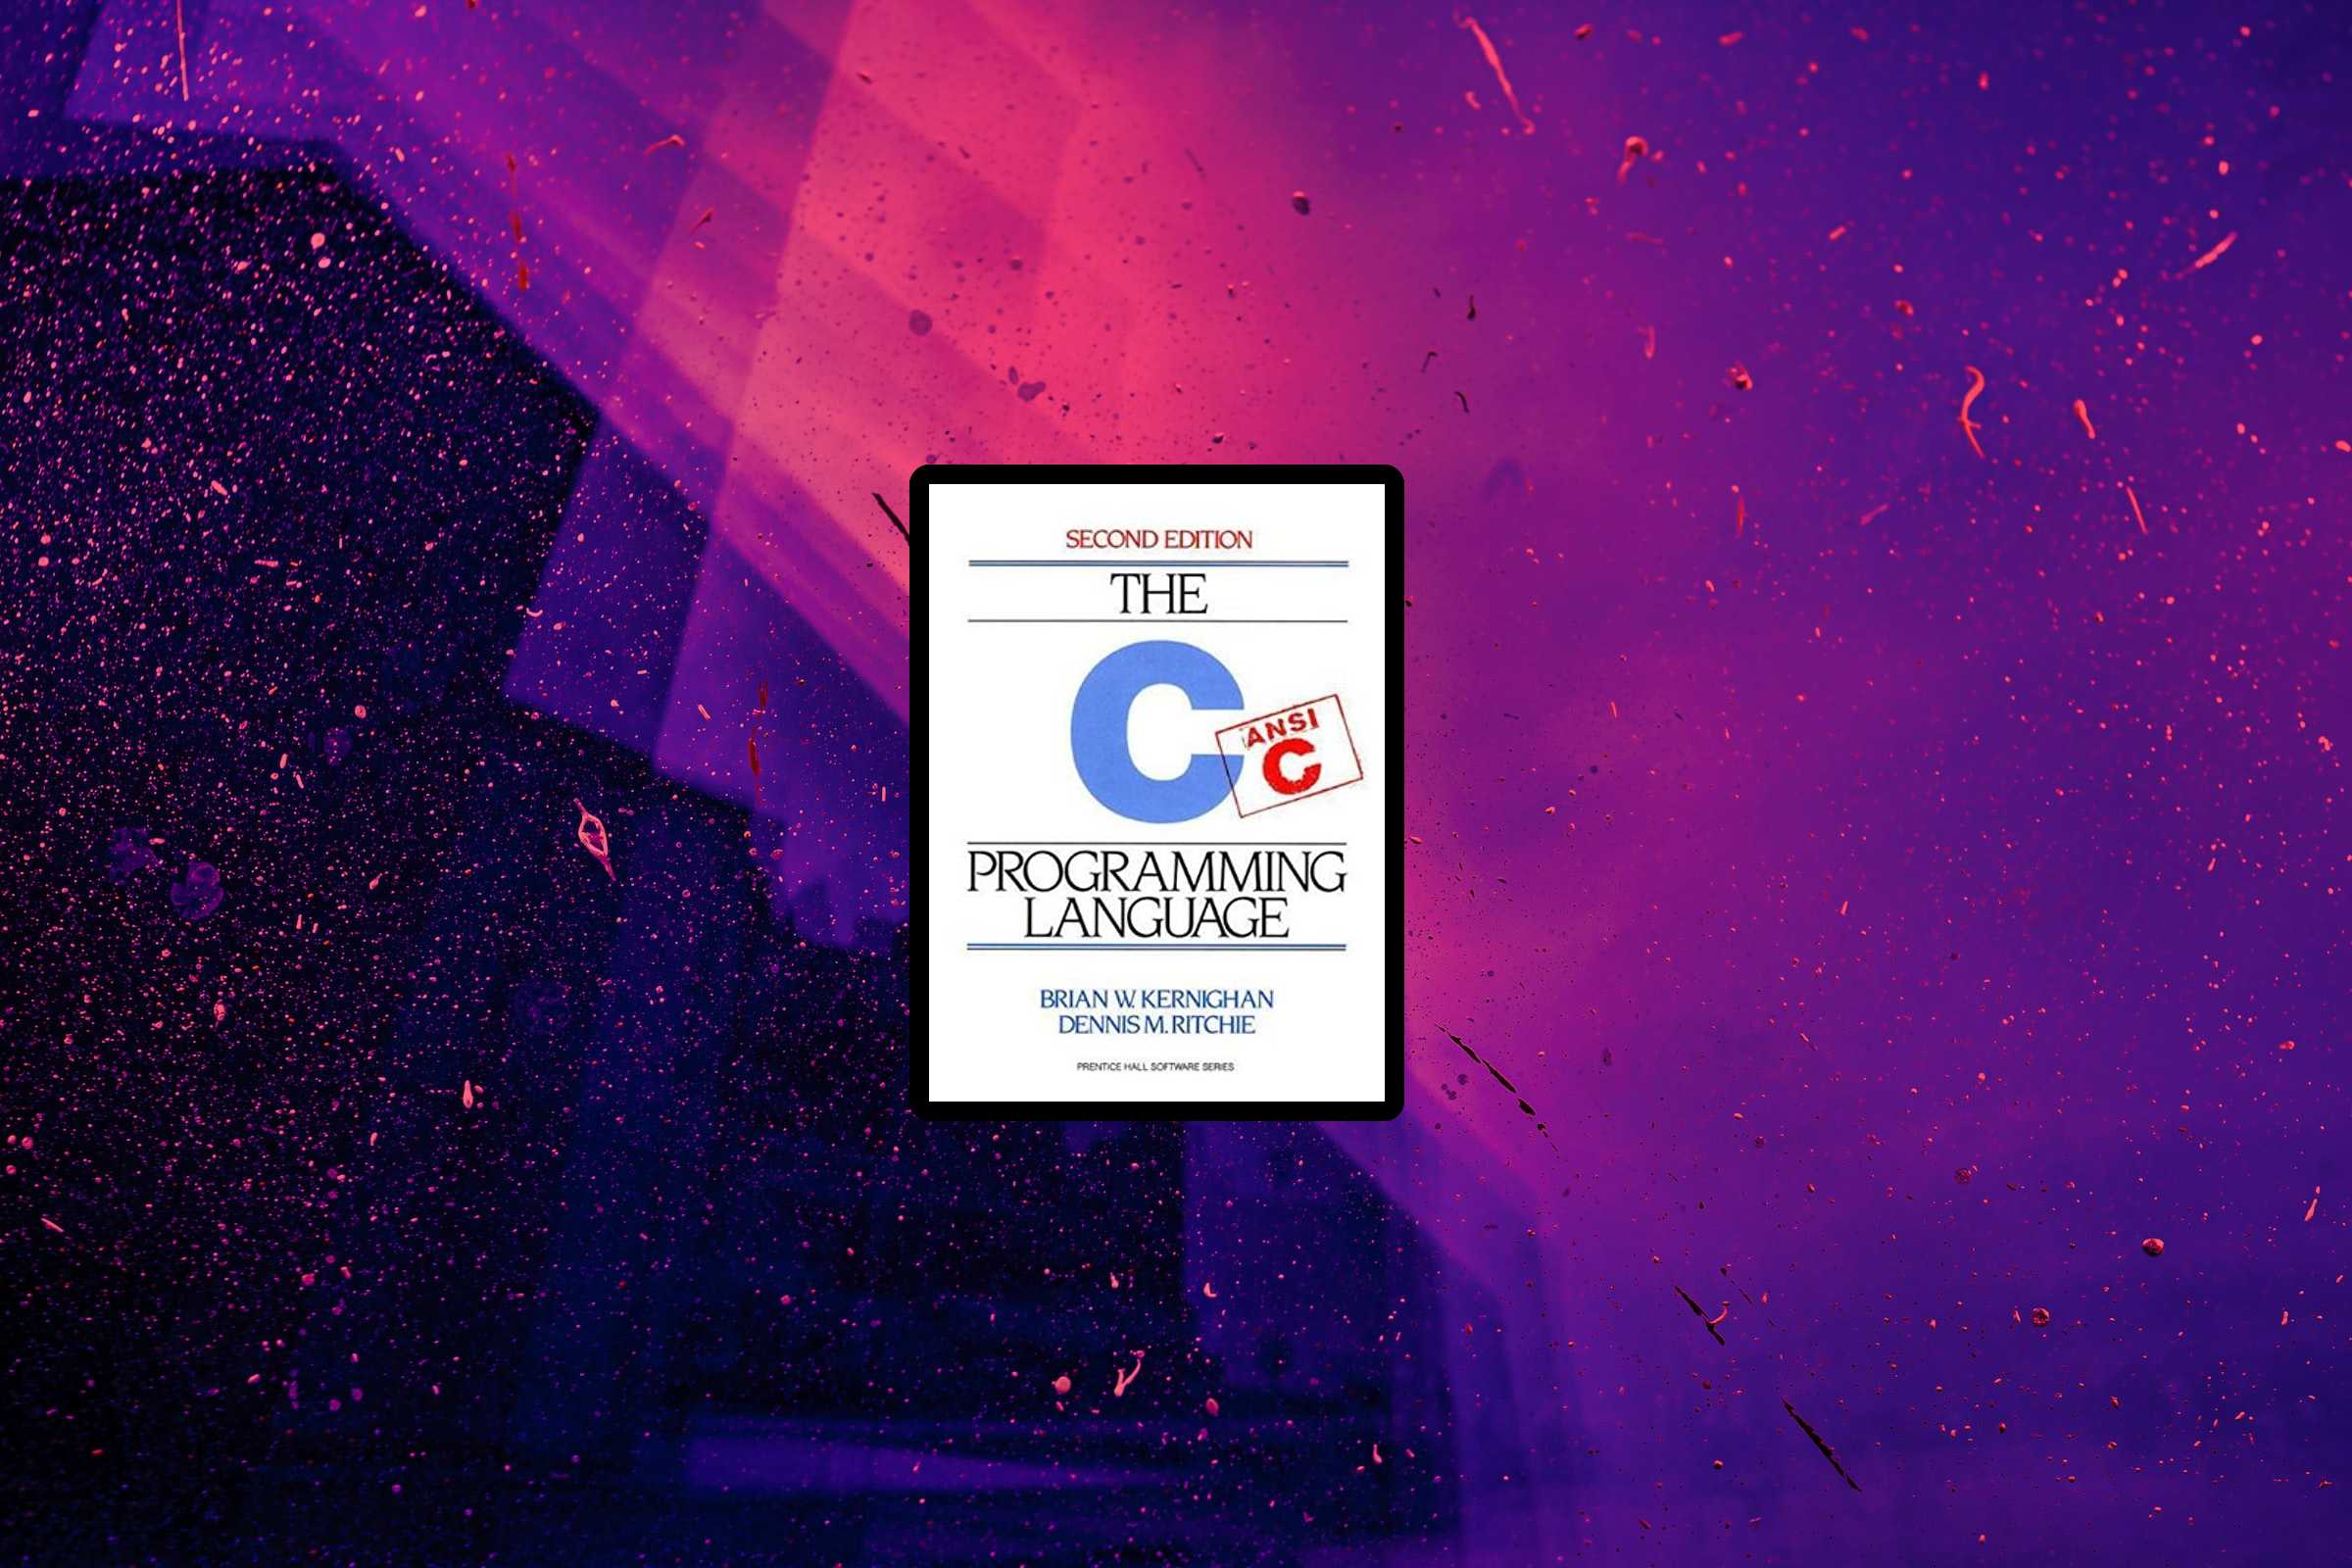 SECOND EDITION
THE
C
ANSI
C
PROGRAMMING
LANGUAGE
BRIAN W. KERNIGHAN
DENNIS M. RITCHIE
PRENTICE HALL SOFTWARE SERIES